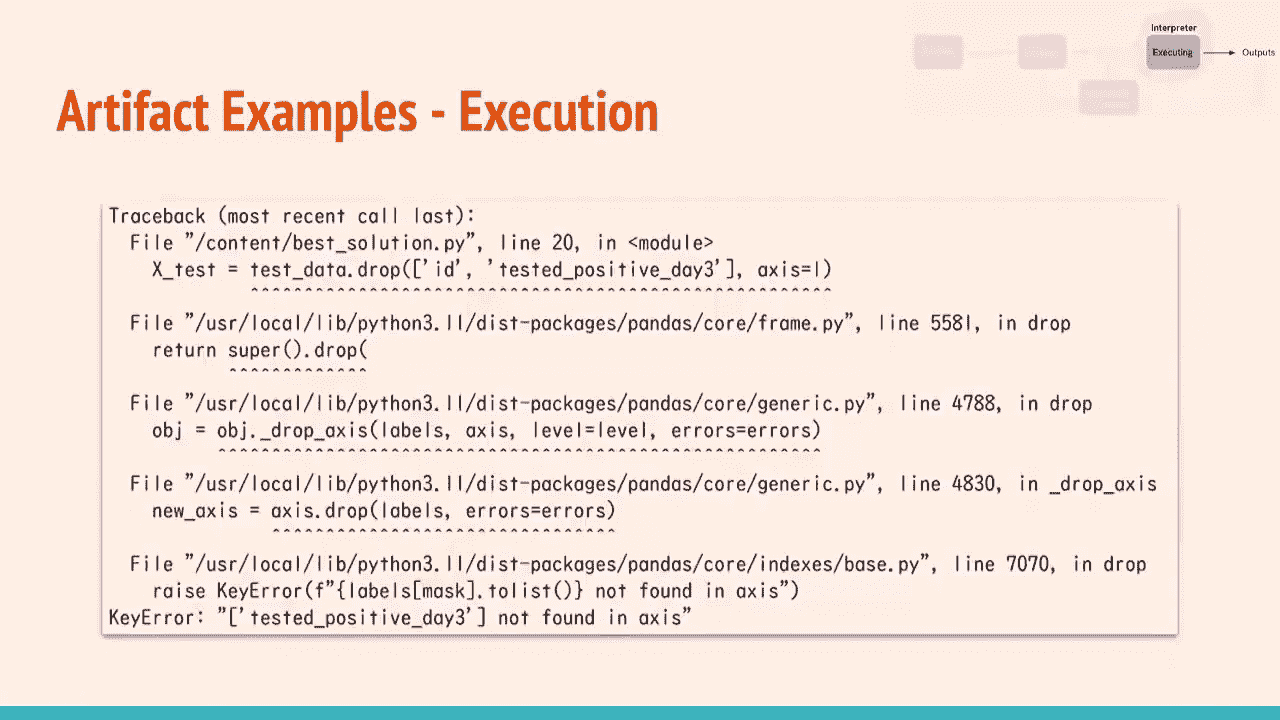 Interpreter
Executing
Outputs
Artifact Examples - Execution
Traceback (most recent call last):
File "/content/best_solution.py", line 20, in <module>
X_test = test_data.drop(['id', 'tested_positive_day3'], axis=1)
^^^^^^^^^^^^^^^^^^^^^^^^^^^^^^^^^^^^^^^^^^^^^^^^^^^^^^
File "/usr/local/lib/python3.11/dist-packages/pandas/core/frame.py", line 5581, in drop
return super().drop(
^^^^^^^^^^^^^
File "/usr/local/lib/python3.11/dist-packages/pandas/core/generic.py", line 4788, in drop
obj = obj._drop_axis(labels, axis, level=level, errors=errors)
^^^^^^^^^^^^^^^^^^^^^^^^^^^^^^^^^^^^^^^^^^^^^^^^^^^^^^^^
File "/usr/local/lib/python3.11/dist-packages/pandas/core/generic.py", line 4830, in _drop_axis
new_axis = axis.drop(labels, errors=errors)
^^^^^^^^^^^^^^^^^^^^^^^^^^^^^^^^
File "/usr/local/lib/python3.11/dist-packages/pandas/core/indexes/base.py", line 7070, in drop
raise KeyError(f"{labels[mask].tolist()} not found in axis")
KeyError: "['tested_positive_day3'] not found in axis"